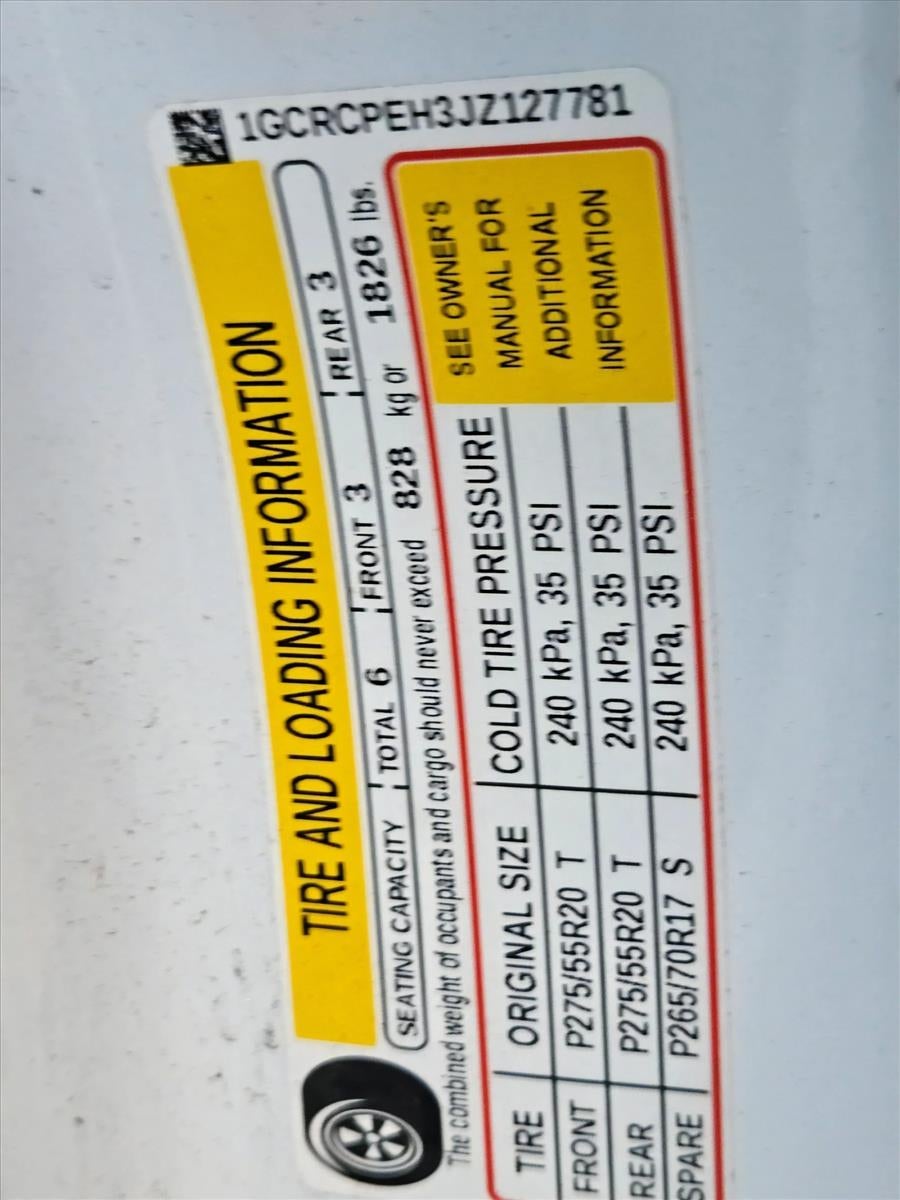 1GCRCPEH3JZ127781
TIRE AND LOADING INFORMATION
SEATING CAPACITY TOTAL 6 FRONT 3 REAR 3
The combined weight of occupants and cargo should never exceed 828 kg or 1826 lbs.
TIRE ORIGINAL SIZE COLD TIRE PRESSURE
FRONT P275/55R20 T 240 kPa, 35 PSI
REAR P275/55R20 T 240 kPa, 35 PSI
SPARE P265/70R17 S 240 kPa, 35 PSI
SEE OWNER'S
MANUAL FOR
ADDITIONAL
INFORMATION